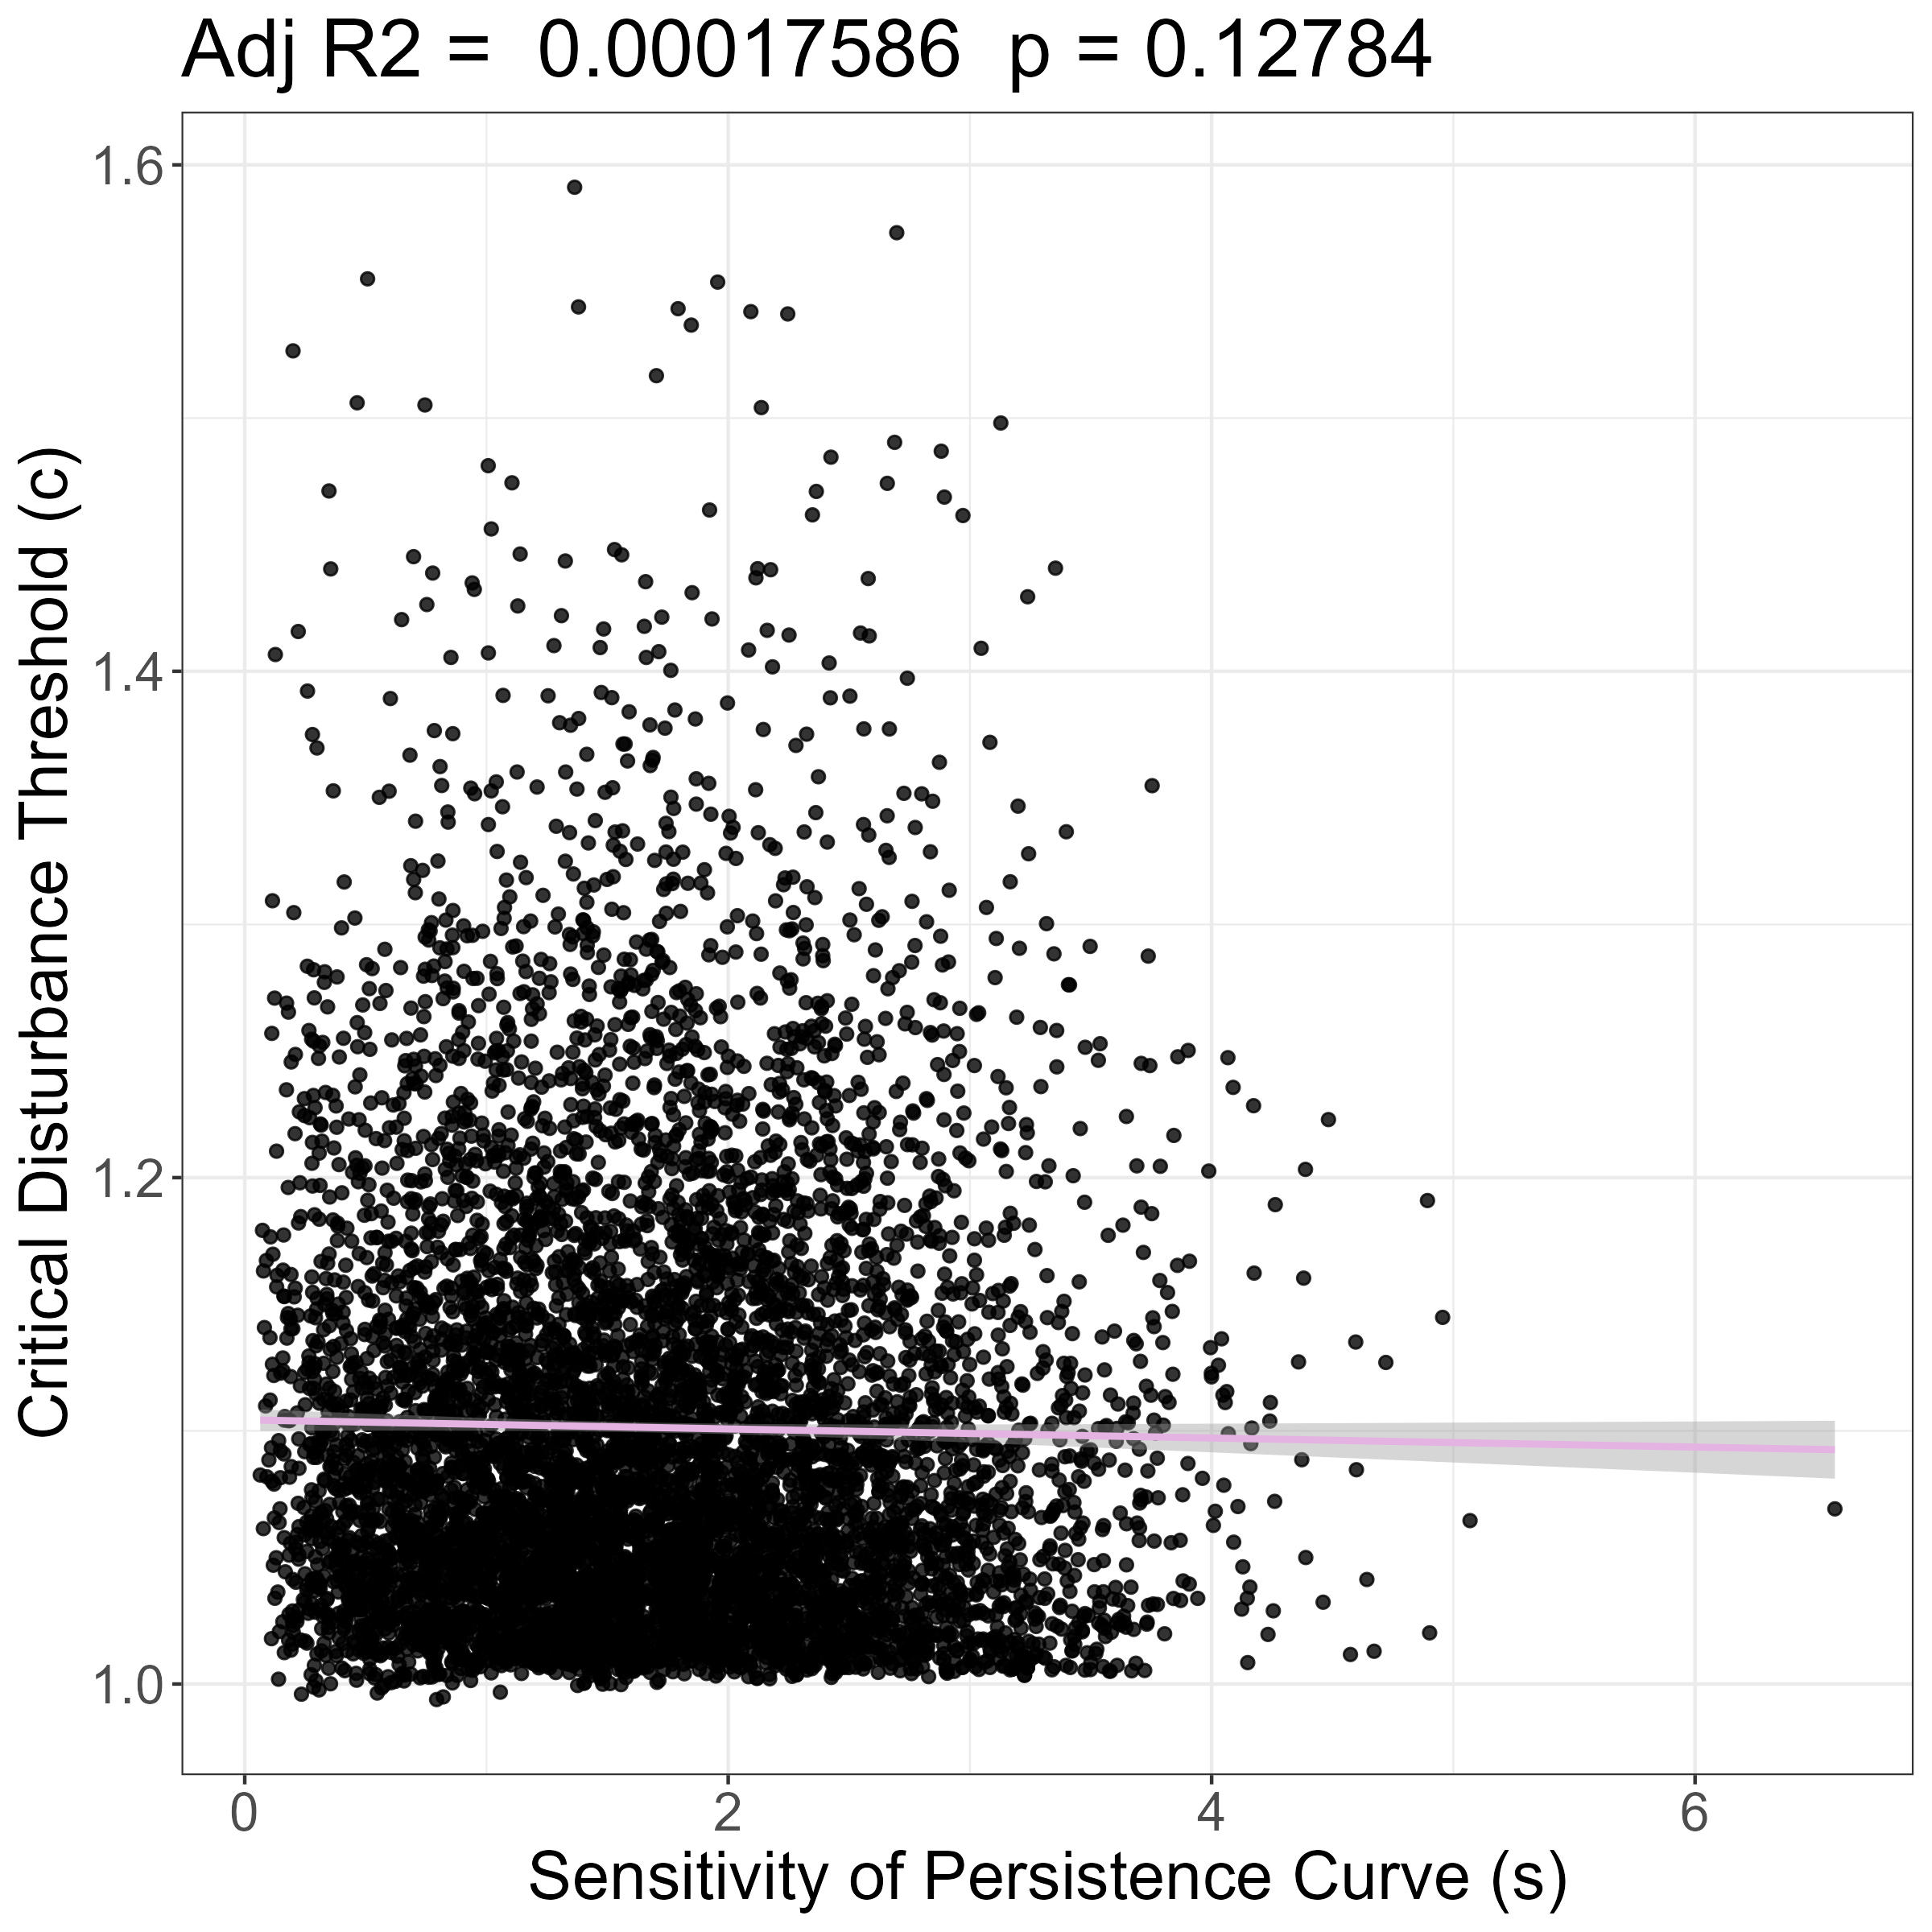 Adj R2 = 0.00017586 p = 0.12784
Critical Disturbance Threshold (c)
1.6
1.4
1.2
1.0
0 2 4 6
Sensitivity of Persistence Curve (s)